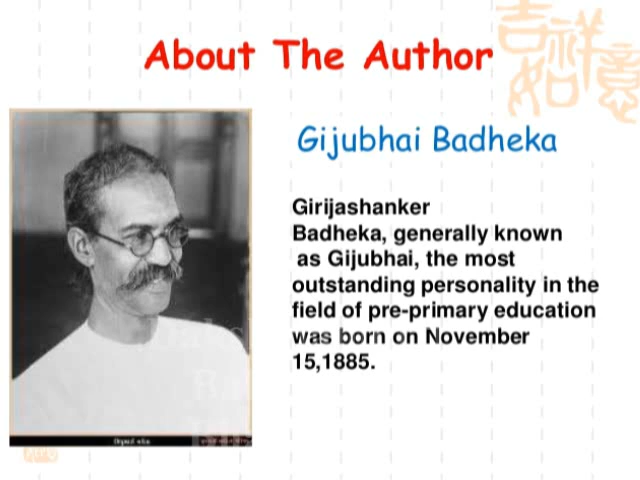 About The Author
Gijubhai Badheka
Girijashanker
Badheka, generally known
as Gijubhai, the most
outstanding personality in the
field of pre-primary education
was born on November
15,1885.